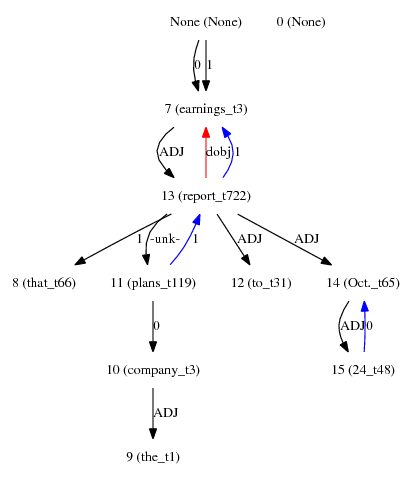 None (None) 0 (None)
0 1
7 (earnings_t3)
ADJ dobj 1
13 (report_t722)
1 -unk- 1 ADJ ADJ
8 (that_t66) 11 (plans_t119) 12 (to_t31) 14 (Oct._t65)
0 ADJ 0
10 (company_t3) 15 (24_t48)
ADJ
9 (the_t1)